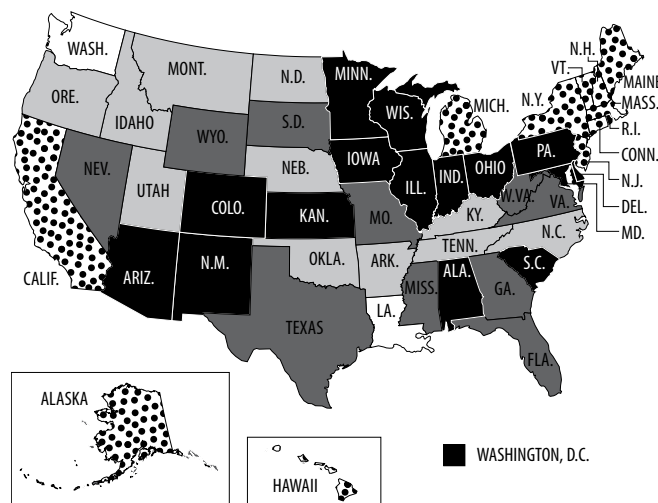 WASH.
ORE.
CALIF.
NEV.
IDAHO
MONT.
WYO.
UTAH
ARIZ.
COLO.
N.M.
N.D.
S.D.
NEB.
KAN.
OKLA.
TEXAS
MINN.
IOWA
MO.
ARK.
LA.
WIS.
ILL.
MICH.
IND.
OHIO
KY.
TENN.
MISS.
ALA.
GA.
FLA.
S.C.
N.C.
VA.
W.VA.
PA.
N.Y.
VT.
N.H.
MAINE
MASS.
R.I.
CONN.
N.J.
DEL.
MD.
ALASKA
HAWAII
WASHINGTON, D.C.